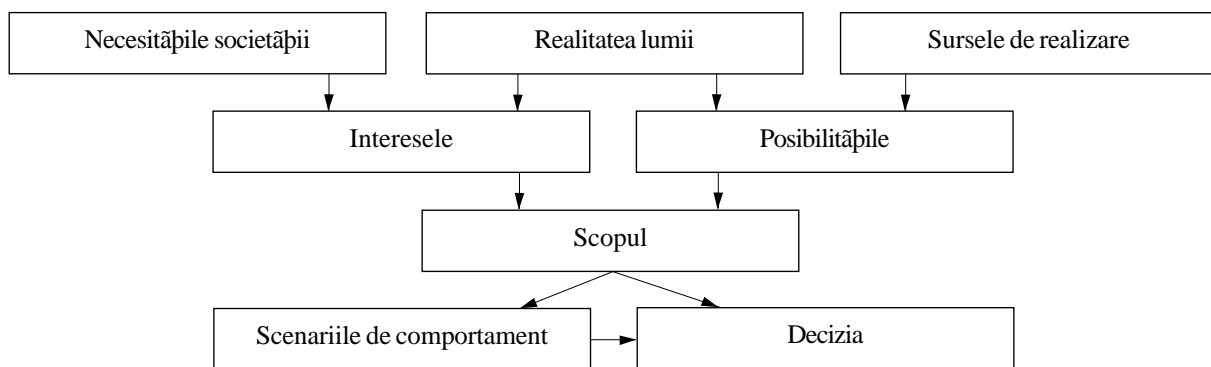 Necesitãþile societãþii
Realitatea lumii
Sursele de realizare
Interesele
Posibilitãþile
Scopul
Scenariile de comportament
Decizia